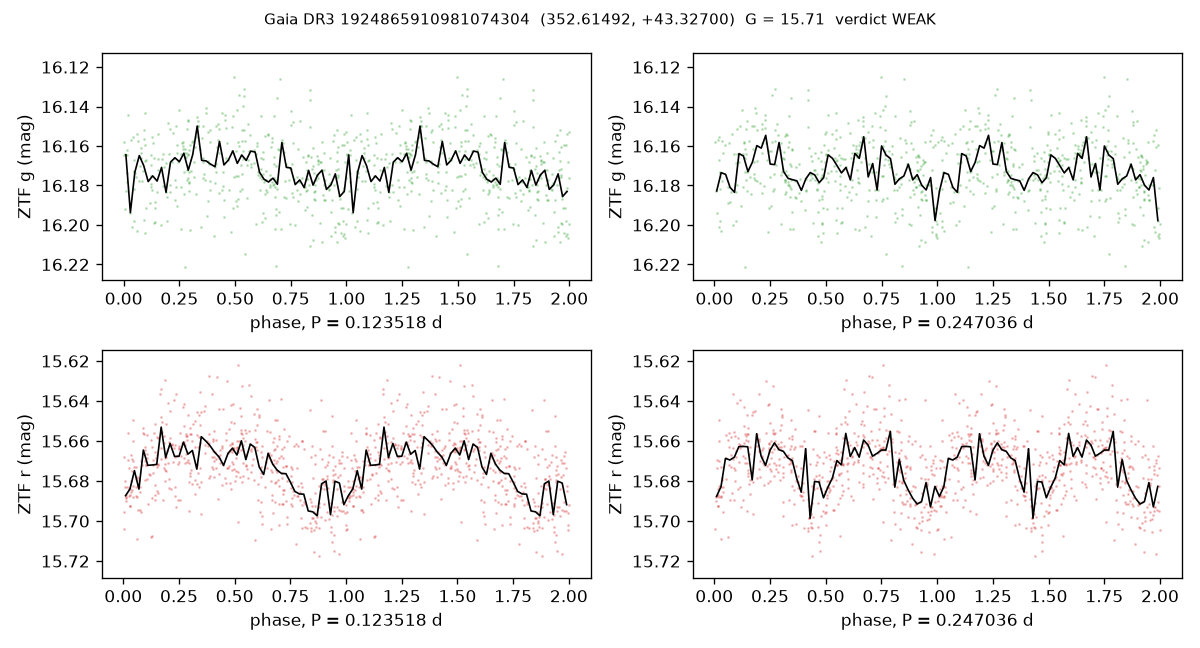 Gaia DR3 1924865910981074304  (352.61492, +43.32700)  G = 15.71  verdict WEAK
ZTF g (mag)
16.12
16.14
16.16
16.18
16.20
16.22
0.00 0.25 0.50 0.75 1.00 1.25 1.50 1.75 2.00
phase, P = 0.123518 d
ZTF g (mag)
16.12
16.14
16.16
16.18
16.20
16.22
0.00 0.25 0.50 0.75 1.00 1.25 1.50 1.75 2.00
phase, P = 0.247036 d
ZTF r (mag)
15.62
15.64
15.66
15.68
15.70
15.72
0.00 0.25 0.50 0.75 1.00 1.25 1.50 1.75 2.00
phase, P = 0.123518 d
ZTF r (mag)
15.62
15.64
15.66
15.68
15.70
15.72
0.00 0.25 0.50 0.75 1.00 1.25 1.50 1.75 2.00
phase, P = 0.247036 d